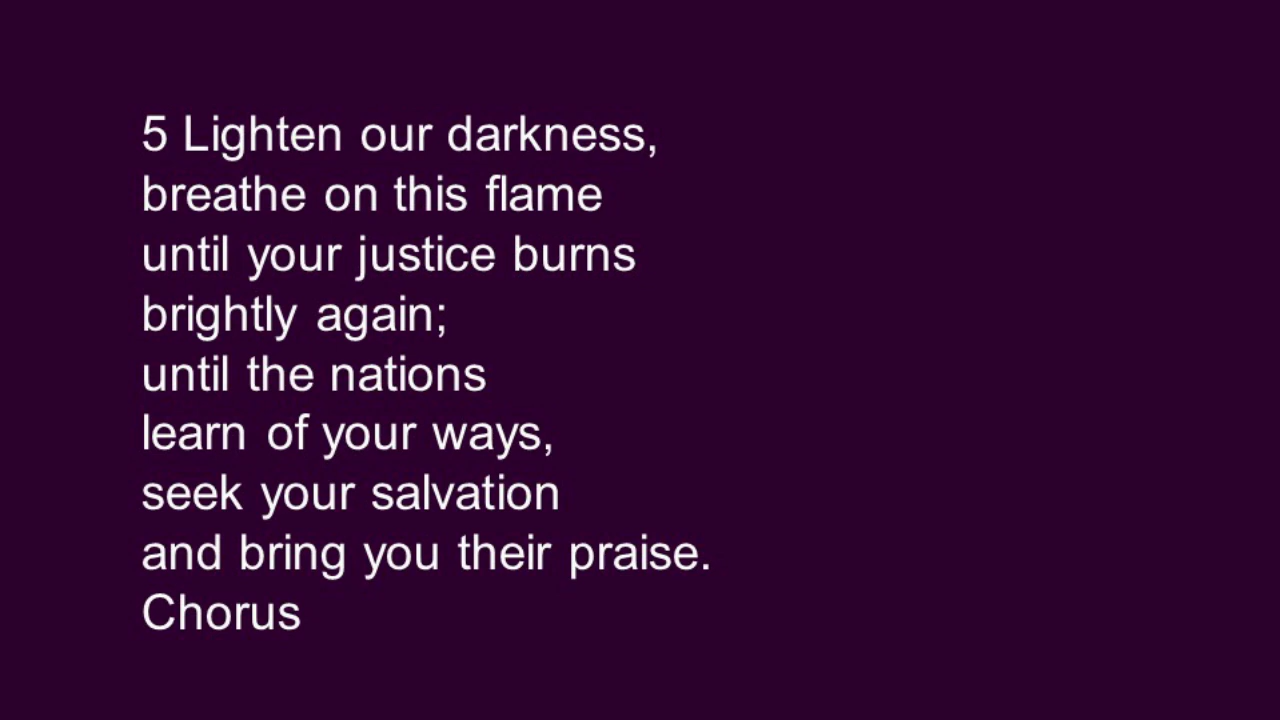 5 Lighten our darkness,
breathe on this flame
until your justice burns
brightly again;
until the nations
learn of your ways,
seek your salvation
and bring you their praise.
Chorus